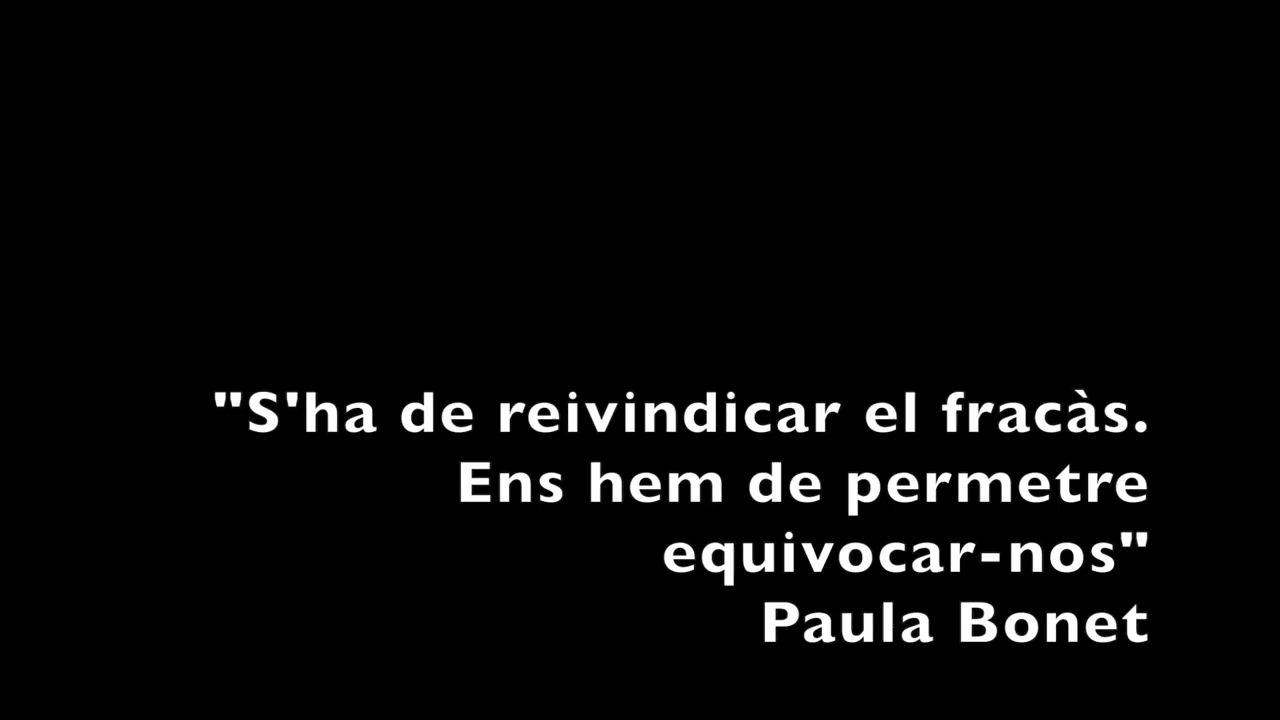 "S'ha de reivindicar el fracàs.
Ens hem de permetre
equivocar-nos"
Paula Bonet